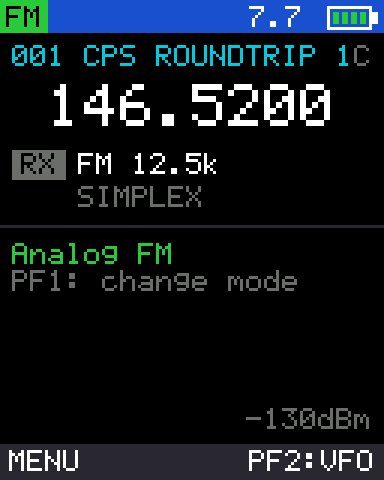 FM 7.7
001 CPS ROUNDTRIP 1C
146.5200
RX FM 12.5k
SIMPLEX
Analog FM
PF1: change mode
-130dBm
MENU PF2:VFO